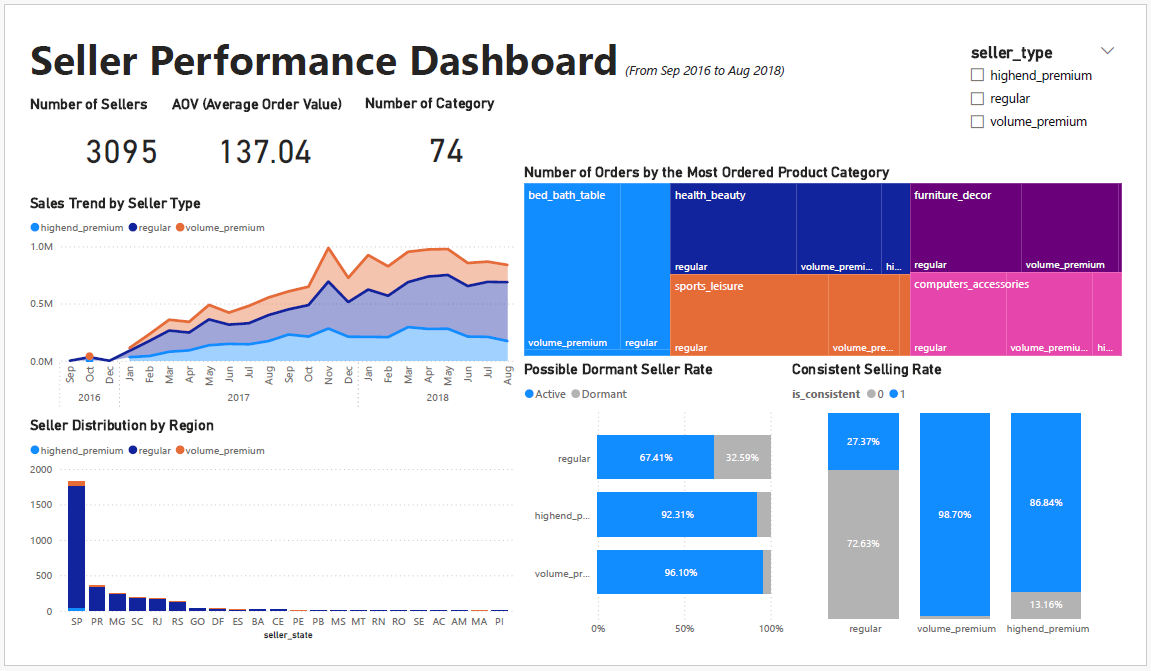 Seller Performance Dashboard (From Sep 2016 to Aug 2018)
seller_type
highend_premium
regular
volume_premium
Number of Sellers
3095
AOV (Average Order Value)
137.04
Number of Category
74
Sales Trend by Seller Type
highend_premium regular volume_premium
1.0M
0.5M
0.0M
Sep Oct Dec Jan Feb Mar Apr May Jun Jul Aug Sep Oct Nov Dec Jan Feb Mar Apr May Jun Jul Aug
2016 2017 2018
Number of Orders by the Most Ordered Product Category
bed_bath_table
volume_premium regular
health_beauty
regular volume_premi... hi...
furniture_decor
regular volume_premium
sports_leisure
regular volume_pre...
computers_accessories
regular volume_premiu... hi...
Seller Distribution by Region
highend_premium regular volume_premium
2000
1500
1000
500
0
SP PR MG SC RJ RS GO DF ES BA CE PE PB MS MT RN RO SE AC AM MA PI
seller_state
Possible Dormant Seller Rate
Active Dormant
regular 67.41% 32.59%
highend_p... 92.31%
volume_pr... 96.10%
0% 50% 100%
Consistent Selling Rate
is_consistent 0 1
27.37%
72.63%
98.70%
86.84%
13.16%
regular volume_premium highend_premium